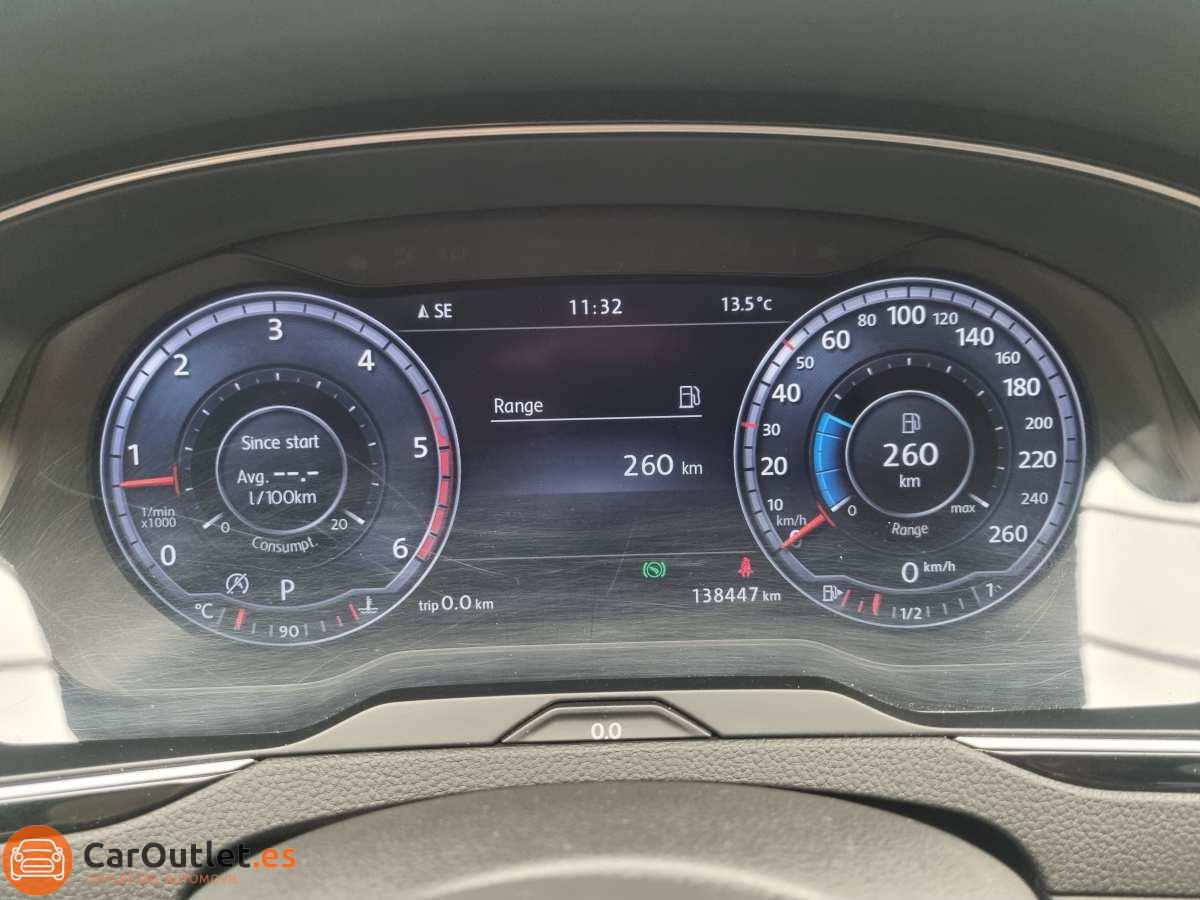 SE 11:32 13.5°C
Range
260 km
0 1 2 3 4 5 6
1/min
x1000
Since start
Avg. --.-
l/100km
0 20
Consumpt.
P
°C 90
trip 0.0 km
138447 km
10 20 30 40 50 60 80 100 120 140 160 180 200 220 240 260
km/h
260
km
0 max
Range
0 km/h
1/2
0.0
CarOutlet.es